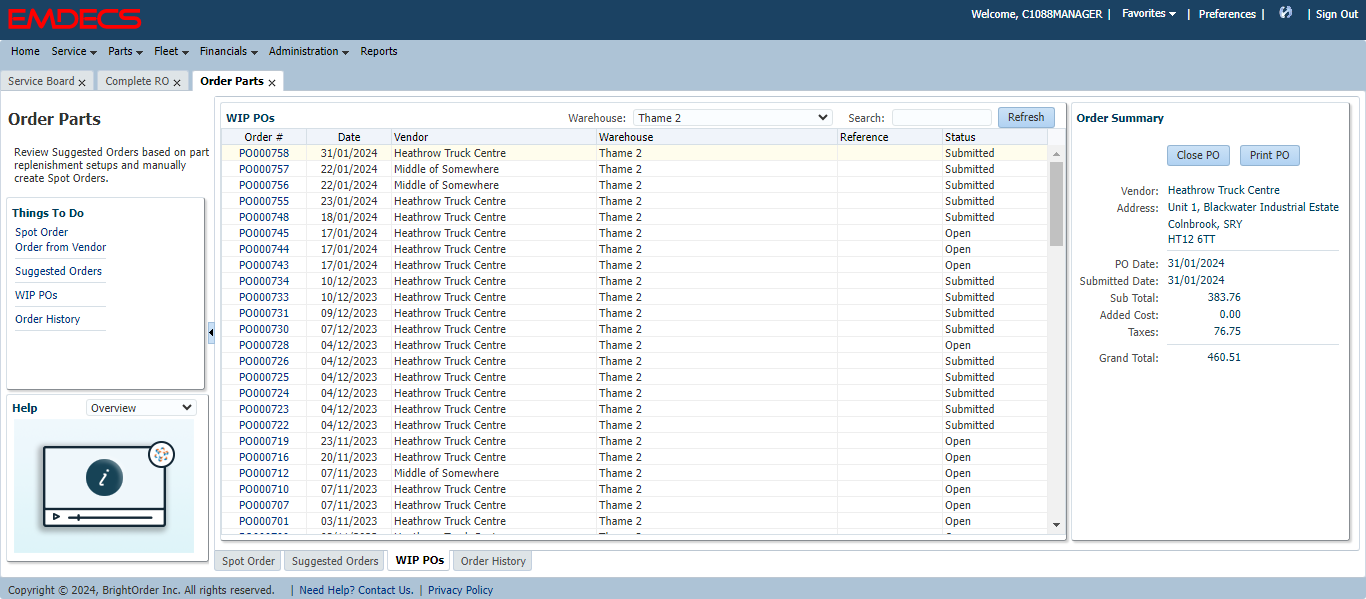 EMDECS
Welcome, C1088MANAGER | Favorites | Preferences | | Sign Out
Home Service Parts Fleet Financials Administration Reports
Service Board x Complete RO x Order Parts x
Order Parts
Review Suggested Orders based on part
replenishment setups and manually
create Spot Orders.
Things To Do
Spot Order
Order from Vendor
Suggested Orders
WIP POs
Order History
Help Overview
i
WIP POs Warehouse: Thame 2 Search: Refresh
Order # Date Vendor Warehouse Reference Status
PO000758 31/01/2024 Heathrow Truck Centre Thame 2 Submitted
PO000757 22/01/2024 Middle of Somewhere Thame 2 Submitted
PO000756 22/01/2024 Middle of Somewhere Thame 2 Submitted
PO000755 23/01/2024 Heathrow Truck Centre Thame 2 Submitted
PO000748 18/01/2024 Heathrow Truck Centre Thame 2 Submitted
PO000745 17/01/2024 Heathrow Truck Centre Thame 2 Open
PO000744 17/01/2024 Heathrow Truck Centre Thame 2 Open
PO000743 17/01/2024 Heathrow Truck Centre Thame 2 Open
PO000734 10/12/2023 Heathrow Truck Centre Thame 2 Submitted
PO000733 10/12/2023 Heathrow Truck Centre Thame 2 Submitted
PO000731 09/12/2023 Heathrow Truck Centre Thame 2 Submitted
PO000730 07/12/2023 Heathrow Truck Centre Thame 2 Submitted
PO000728 04/12/2023 Heathrow Truck Centre Thame 2 Open
PO000726 04/12/2023 Heathrow Truck Centre Thame 2 Submitted
PO000725 04/12/2023 Heathrow Truck Centre Thame 2 Submitted
PO000724 04/12/2023 Heathrow Truck Centre Thame 2 Submitted
PO000723 04/12/2023 Heathrow Truck Centre Thame 2 Submitted
PO000722 04/12/2023 Heathrow Truck Centre Thame 2 Submitted
PO000719 23/11/2023 Heathrow Truck Centre Thame 2 Open
PO000716 20/11/2023 Heathrow Truck Centre Thame 2 Open
PO000712 07/11/2023 Middle of Somewhere Thame 2 Open
PO000710 07/11/2023 Heathrow Truck Centre Thame 2 Open
PO000707 07/11/2023 Heathrow Truck Centre Thame 2 Open
PO000701 03/11/2023 Heathrow Truck Centre Thame 2 Open
Order Summary
Close PO Print PO
Vendor: Heathrow Truck Centre
Address: Unit 1, Blackwater Industrial Estate
Colnbrook, SRY
HT12 6TT
PO Date: 31/01/2024
Submitted Date: 31/01/2024
Sub Total: 383.76
Added Cost: 0.00
Taxes: 76.75
Grand Total: 460.51
Spot Order Suggested Orders WIP POs Order History
Copyright © 2024, BrightOrder Inc. All rights reserved. | Need Help? Contact Us. | Privacy Policy